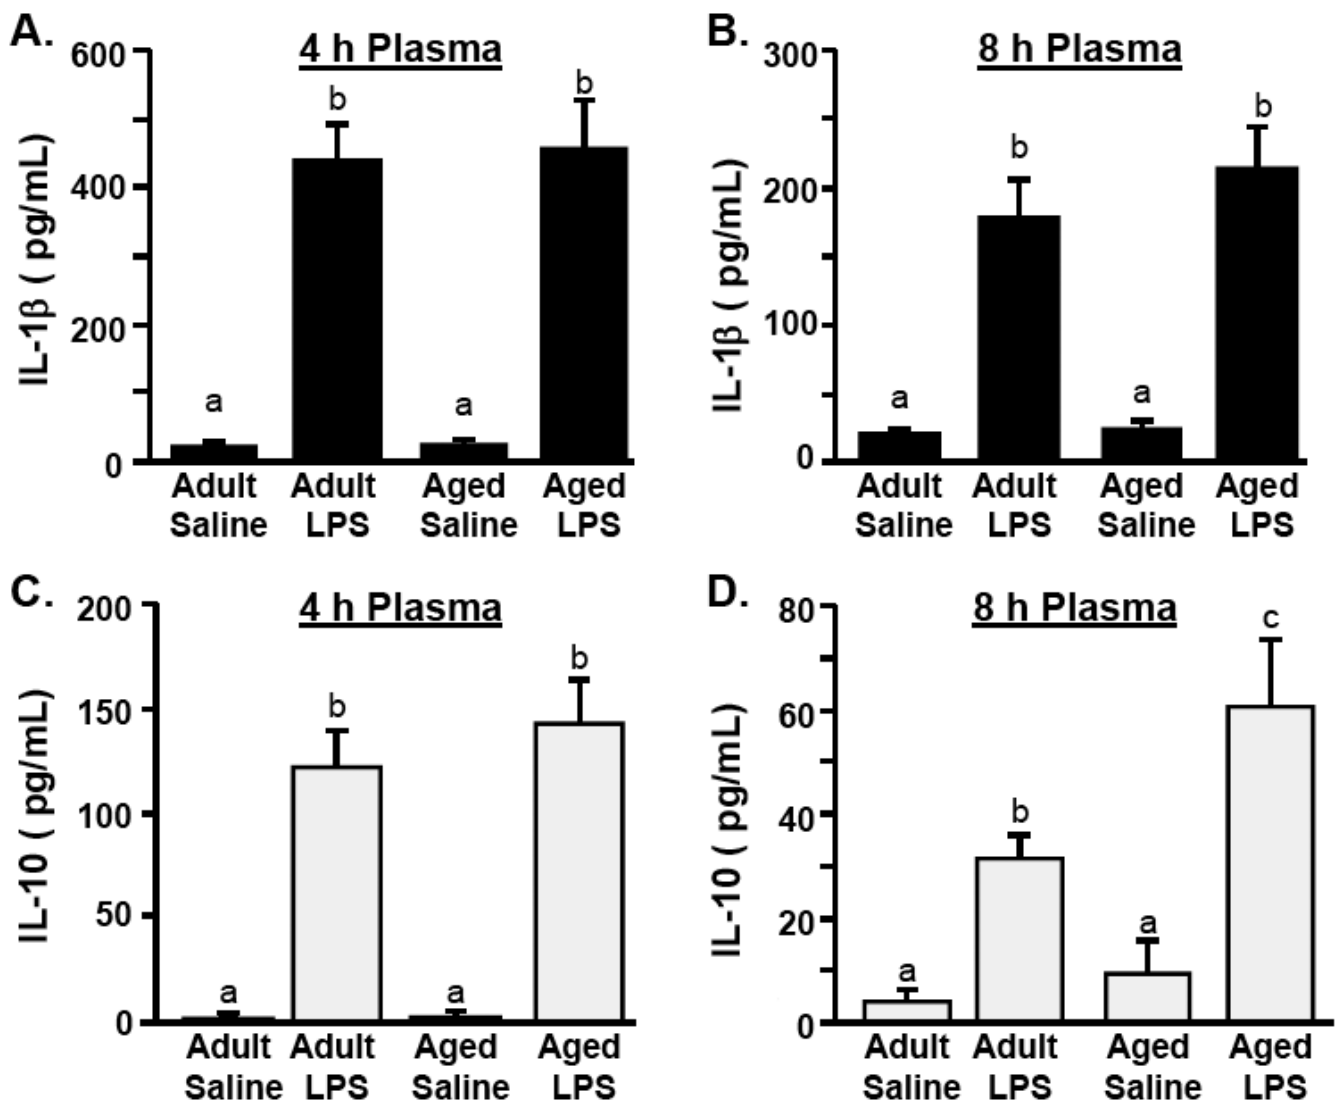 A.
4 h Plasma
IL-1β ( pg/mL)
600
400
200
0
a
b
a
b
Adult Adult Aged Aged
Saline LPS Saline LPS
B.
8 h Plasma
IL-1β ( pg/mL)
300
200
100
0
a
b
a
b
Adult Adult Aged Aged
Saline LPS Saline LPS
C.
4 h Plasma
IL-10 ( pg/mL)
200
150
100
50
0
a
b
a
b
Adult Adult Aged Aged
Saline LPS Saline LPS
D.
8 h Plasma
IL-10 ( pg/mL)
80
60
40
20
0
a
b
a
c
Adult Adult Aged Aged
Saline LPS Saline LPS